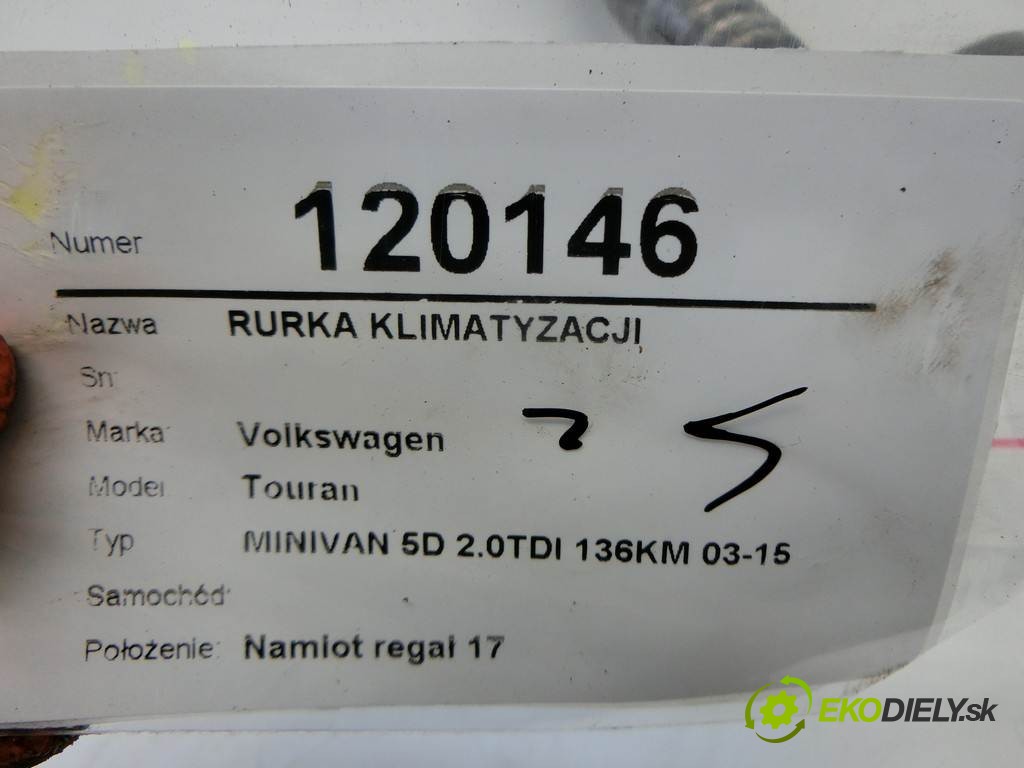 Numer 120146
Nazwa RURKA KLIMATYZACJI
Sn:
Marka: Volkswagen
Model Touran
Typ MINIVAN 5D 2.0TDI 136KM 03-15
Samochód:
Położenie: Namiot regał 17
EKODIELY.sk